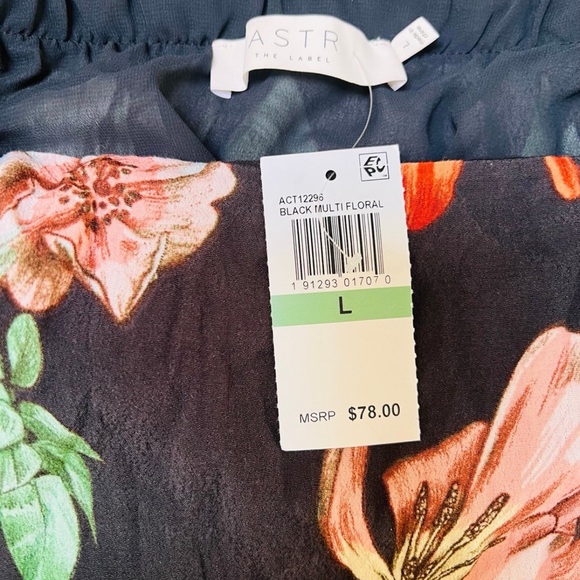 ASTR
THE LABEL
L
ACT12296
BLACK MULTI FLORAL
1 91293 01707 0
L
MSRP $78.00